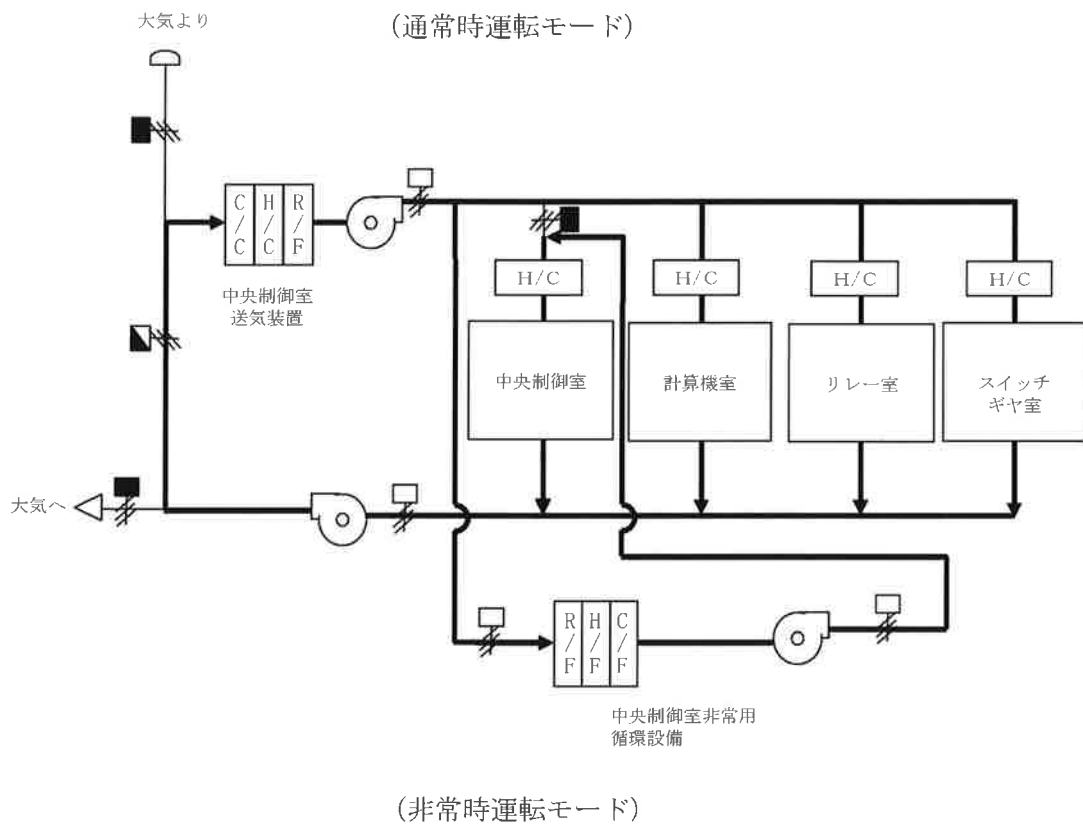 (通常時運転モード)
大気より
C/C
H/C
R/F
中央制御室
送気装置
H/C
H/C
H/C
H/C
中央制御室
計算機室
リレー室
スイッチ
ギヤ室
大気へ
R/F
H/F
C/F
中央制御室非常用
循環設備
(非常時運転モード)